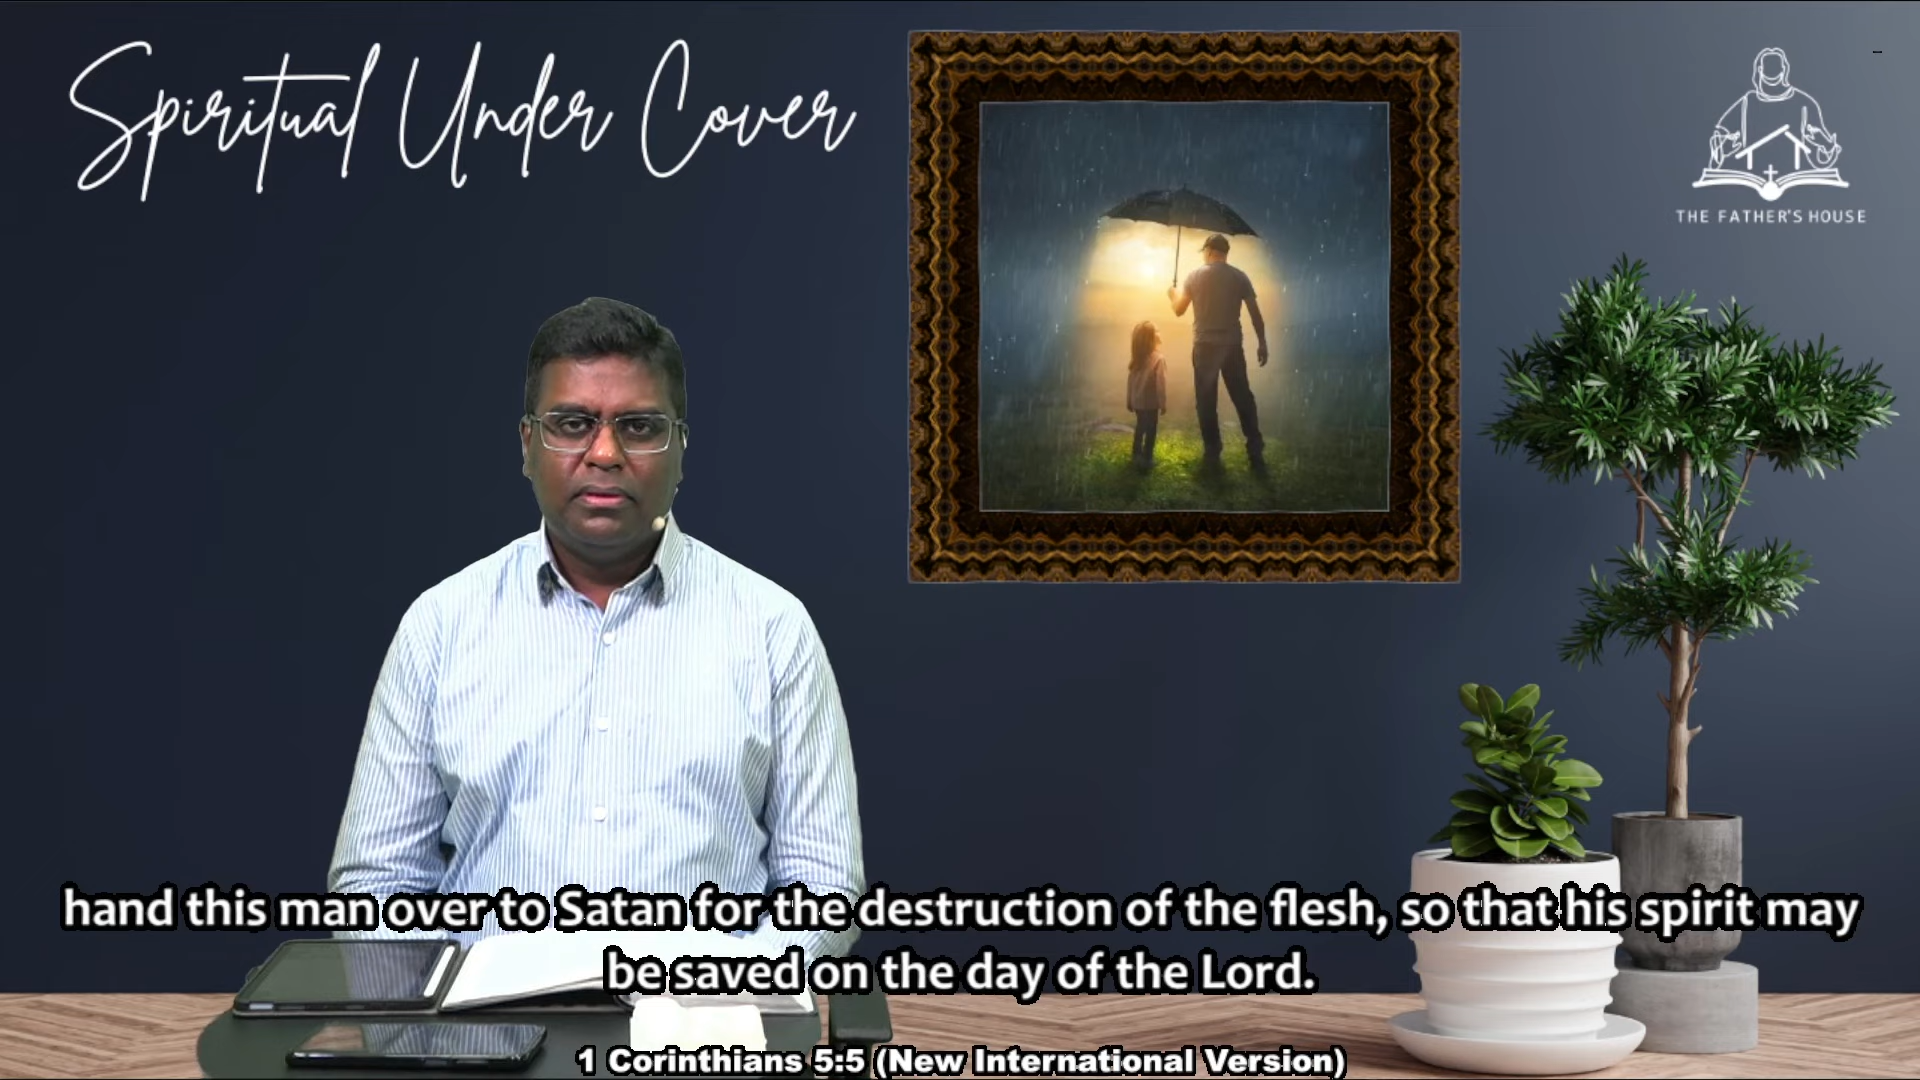 Spiritual Under Cover
THE FATHER'S HOUSE
hand this man over to Satan for the destruction of the flesh, so that his spirit may
be saved on the day of the Lord.
1 Corinthians 5:5 (New International Version)